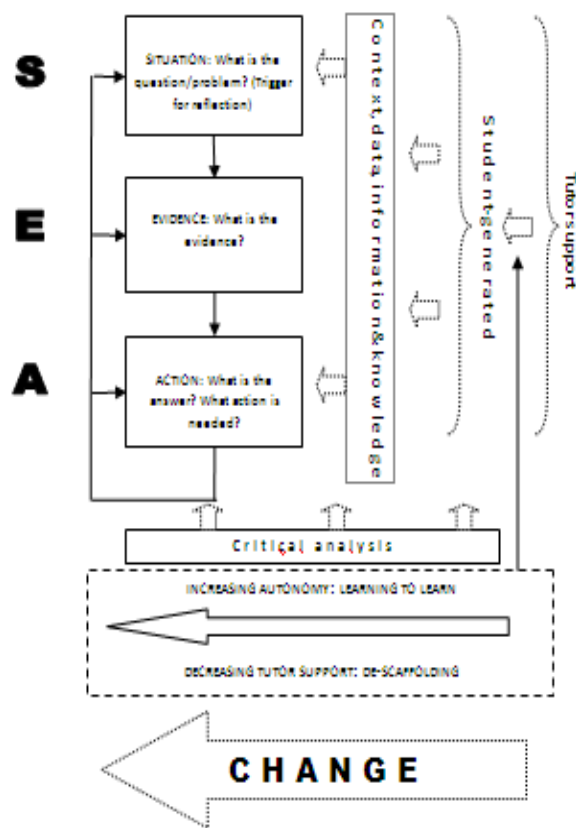 S
SITUATION: What is the
question/problem? (Trigger
for reflection)
E
EVIDENCE: What is the
evidence?
A
ACTION: What is the
answer? What action is
needed?
Context, data, information & knowledge
Student-generated
Tutor support
Critical analysis
INCREASING AUTONOMY: LEARNING TO LEARN
DECREASING TUTOR SUPPORT: DE-SCAFFOLDING
CHANGE